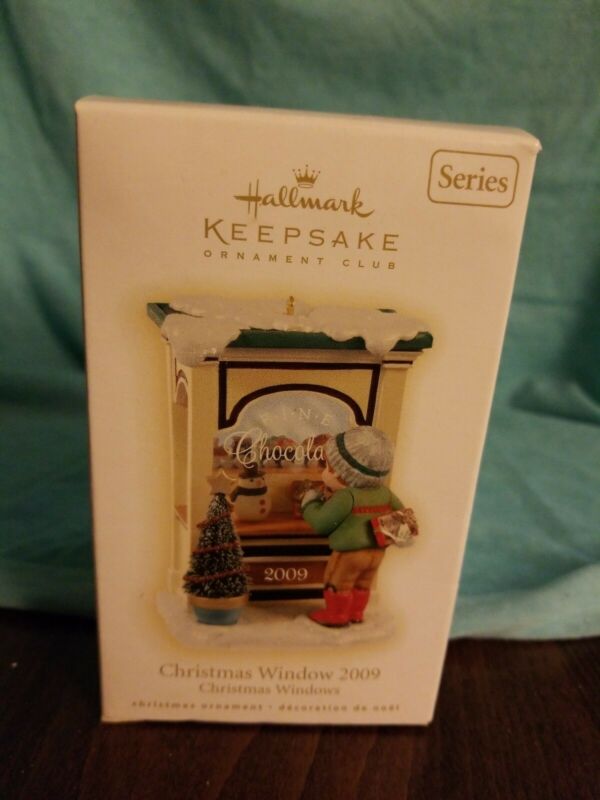 Series
Hallmark
KEEPSAKE
ORNAMENT CLUB
F·I·N·E
Chocola
2009
Christmas Window 2009
Christmas Windows
christmas ornament • décoration de noël